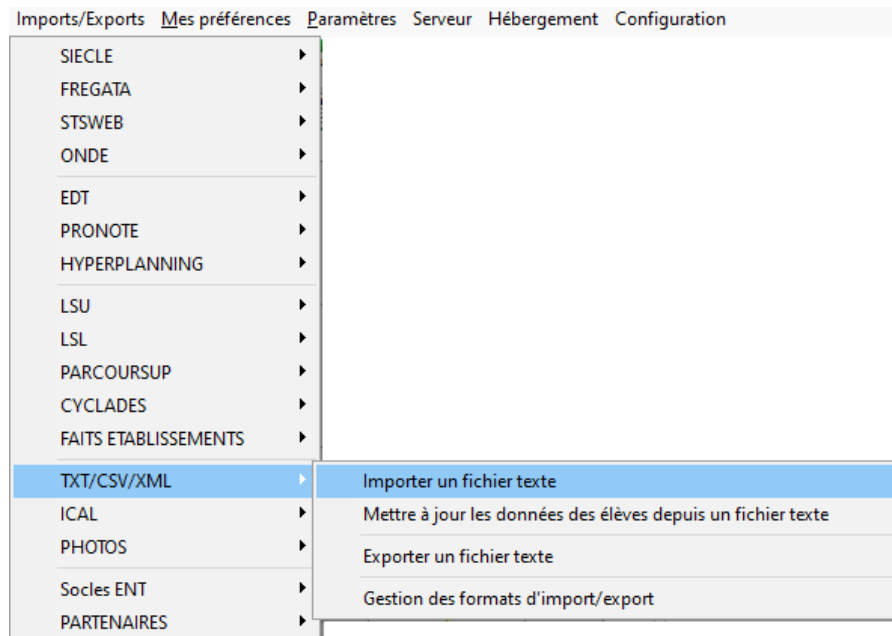 Imports/Exports Mes préférences Paramètres Serveur Hébergement Configuration
SIECLE
FREGATA
STSWEB
ONDE
EDT
PRONOTE
HYPERPLANNING
LSU
LSL
PARCOURSUP
CYCLADES
FAITS ETABLISSEMENTS
TXT/CSV/XML
ICAL
PHOTOS
Socles ENT
PARTENAIRES
Importer un fichier texte
Mettre à jour les données des élèves depuis un fichier texte
Exporter un fichier texte
Gestion des formats d'import/export